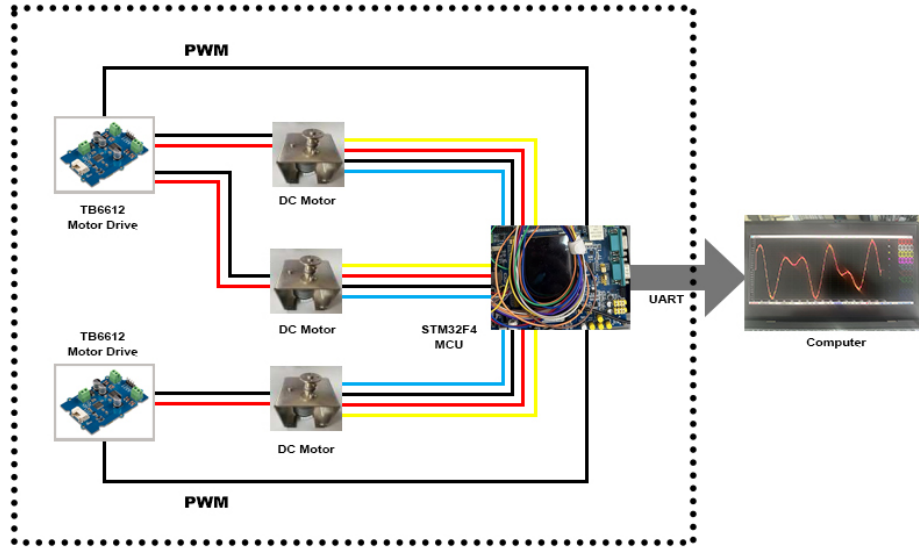 PWM
TB6612
Motor Drive
DC Motor
DC Motor
TB6612
Motor Drive
STM32F4
MCU
UART
Computer
DC Motor
PWM